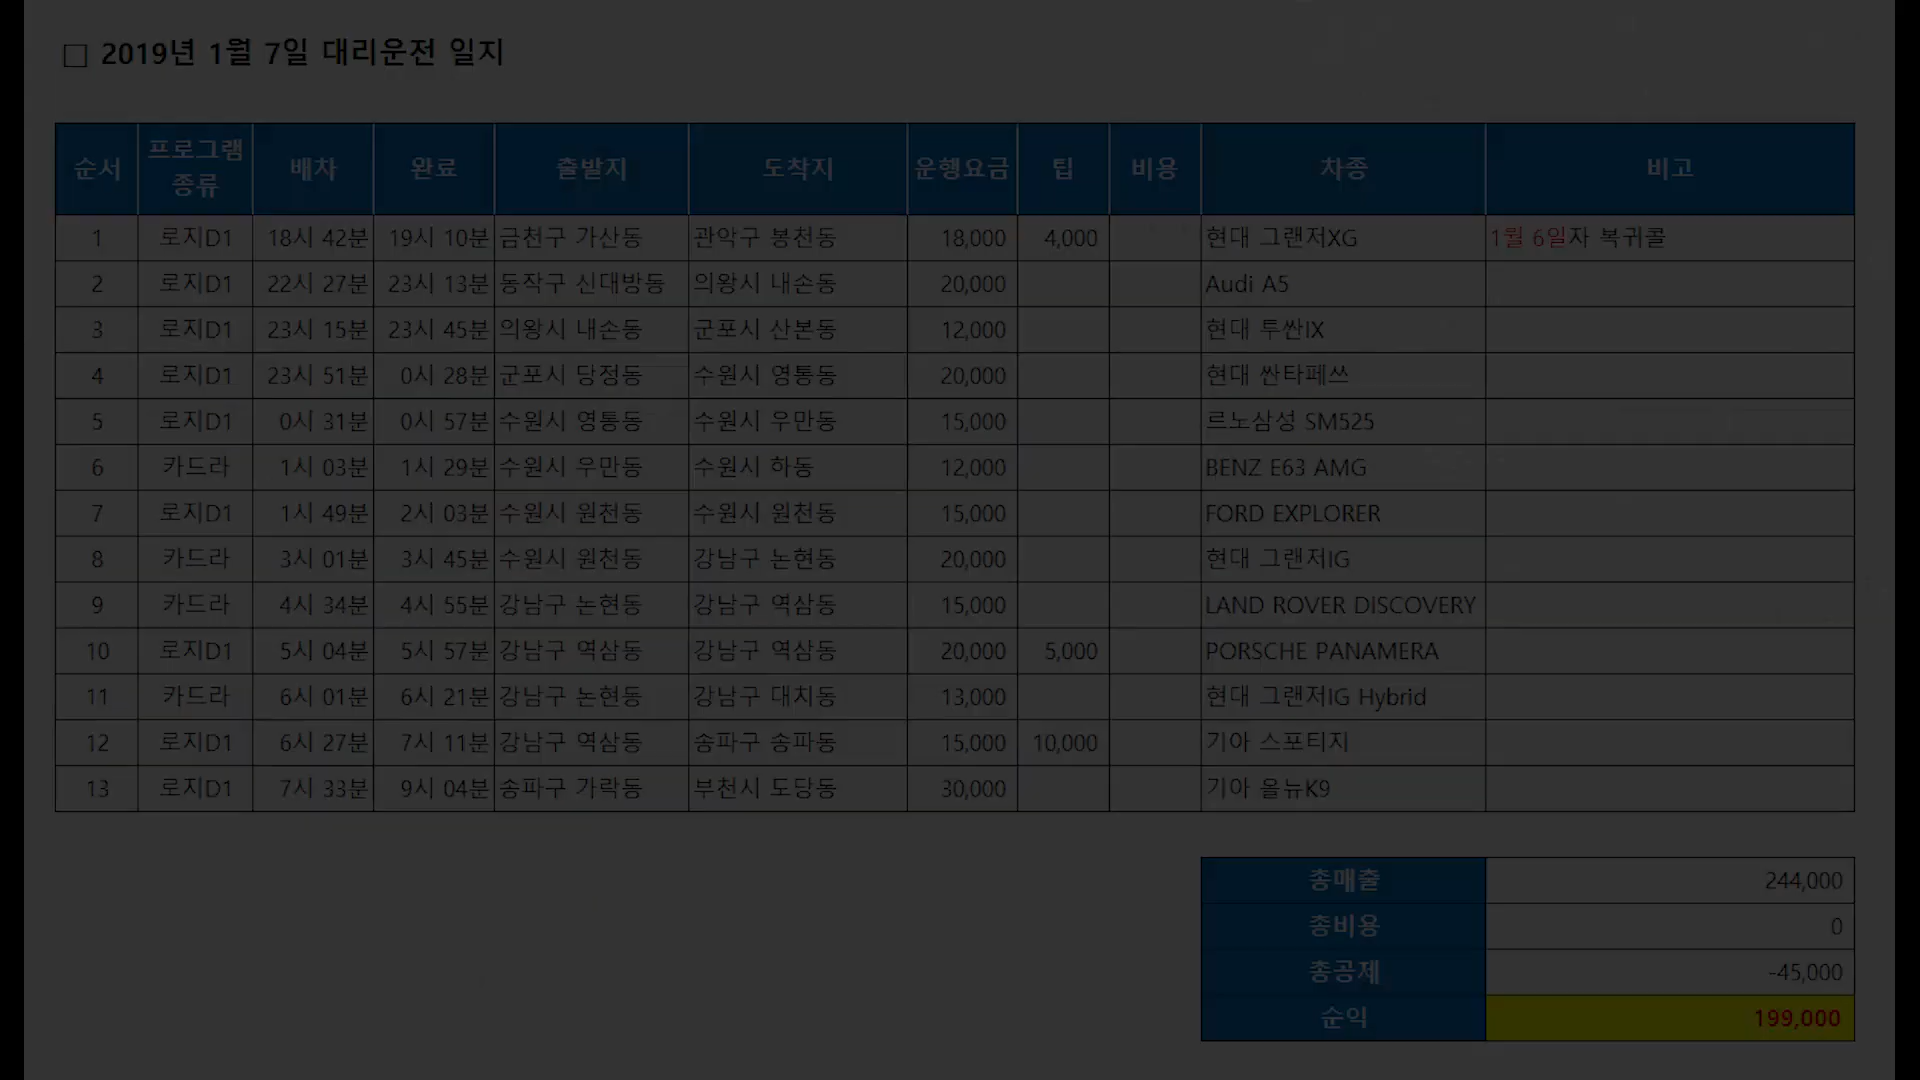 □ 2019년 1월 7일 대리운전 일지
순서 프로그램 종류 배차 완료 출발지 도착지 운행요금 팁 비용 차종 비고
1 로지D1 18시 42분 19시 10분 금천구 가산동 관악구 봉천동 18,000 4,000 현대 그랜저XG 1월 6일자 복귀콜
2 로지D1 22시 27분 23시 13분 동작구 신대방동 의왕시 내손동 20,000 Audi A5
3 로지D1 23시 15분 23시 45분 의왕시 내손동 군포시 산본동 12,000 현대 투싼IX
4 로지D1 23시 51분 0시 28분 군포시 당정동 수원시 영통동 20,000 현대 싼타페쓰
5 로지D1 0시 31분 0시 57분 수원시 영통동 수원시 우만동 15,000 르노삼성 SM525
6 카드라 1시 03분 1시 29분 수원시 우만동 수원시 하동 12,000 BENZ E63 AMG
7 로지D1 1시 49분 2시 03분 수원시 원천동 수원시 원천동 15,000 FORD EXPLORER
8 카드라 3시 01분 3시 45분 수원시 원천동 강남구 논현동 20,000 현대 그랜저IG
9 카드라 4시 34분 4시 55분 강남구 논현동 강남구 역삼동 15,000 LAND ROVER DISCOVERY
10 로지D1 5시 04분 5시 57분 강남구 역삼동 강남구 역삼동 20,000 5,000 PORSCHE PANAMERA
11 카드라 6시 01분 6시 21분 강남구 논현동 강남구 대치동 13,000 현대 그랜저IG Hybrid
12 로지D1 6시 27분 7시 11분 강남구 역삼동 송파구 송파동 15,000 10,000 기아 스포티지
13 로지D1 7시 33분 9시 04분 송파구 가락동 부천시 도당동 30,000 기아 올뉴K9
총매출 244,000
총비용 0
총공제 -45,000
순익 199,000